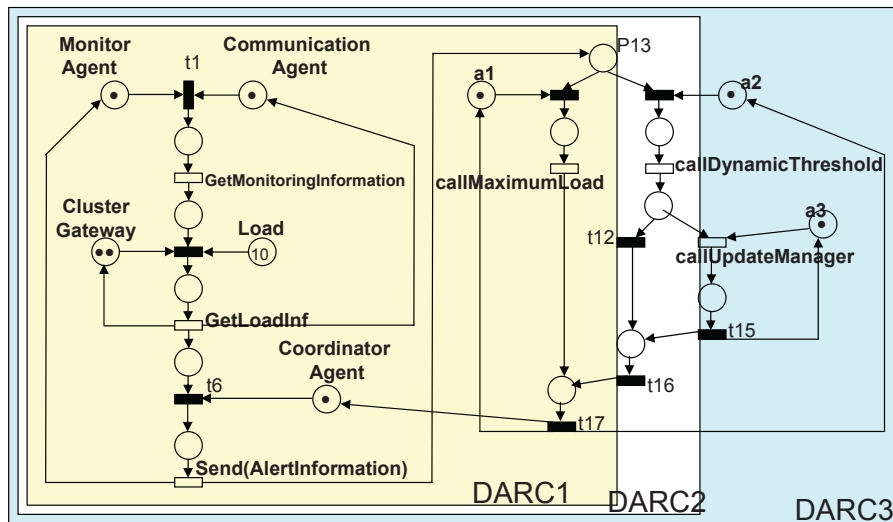 Monitor
Agent
t1
Communication
Agent
P13
a1
a2
GetMonitoringInformation
callMaximumLoad
callDynamicThreshold
Cluster
Gateway
Load
10
t12
a3
callUpdateManager
GetLoadInf
t15
Coordinator
Agent
t6
t16
t17
Send(AlertInformation)
DARC1
DARC2
DARC3